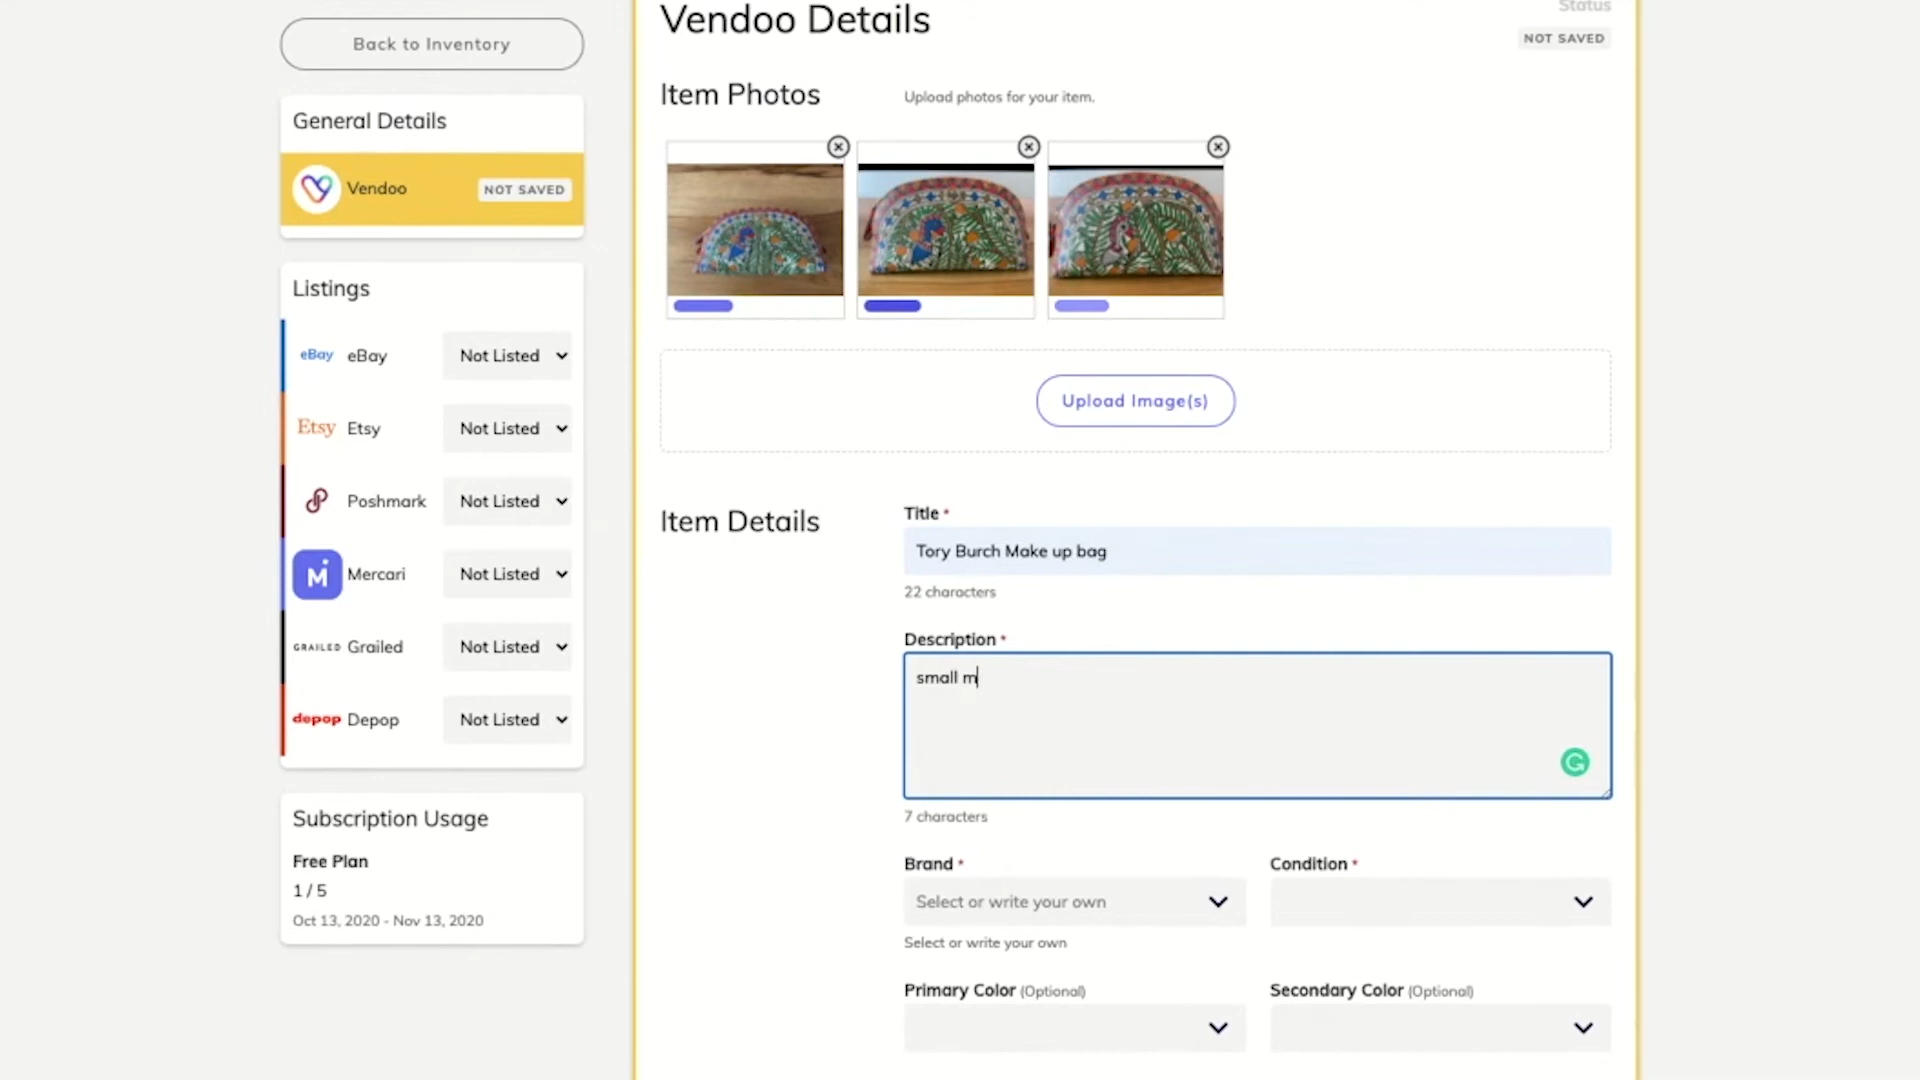 Back to Inventory
General Details
Vendoo NOT SAVED
Listings
eBay eBay Not Listed
Etsy Etsy Not Listed
Poshmark Not Listed
M Mercari Not Listed
GRAILED Grailed Not Listed
depop Depop Not Listed
Subscription Usage
Free Plan
1 / 5
Oct 13, 2020 - Nov 13, 2020
Vendoo Details
Status
NOT SAVED
Item Photos
Upload photos for your item.
Upload Image(s)
Item Details
Title *
Tory Burch Make up bag
22 characters
Description *
small m
7 characters
Brand *
Select or write your own
Select or write your own
Condition *
Primary Color (Optional)
Secondary Color (Optional)